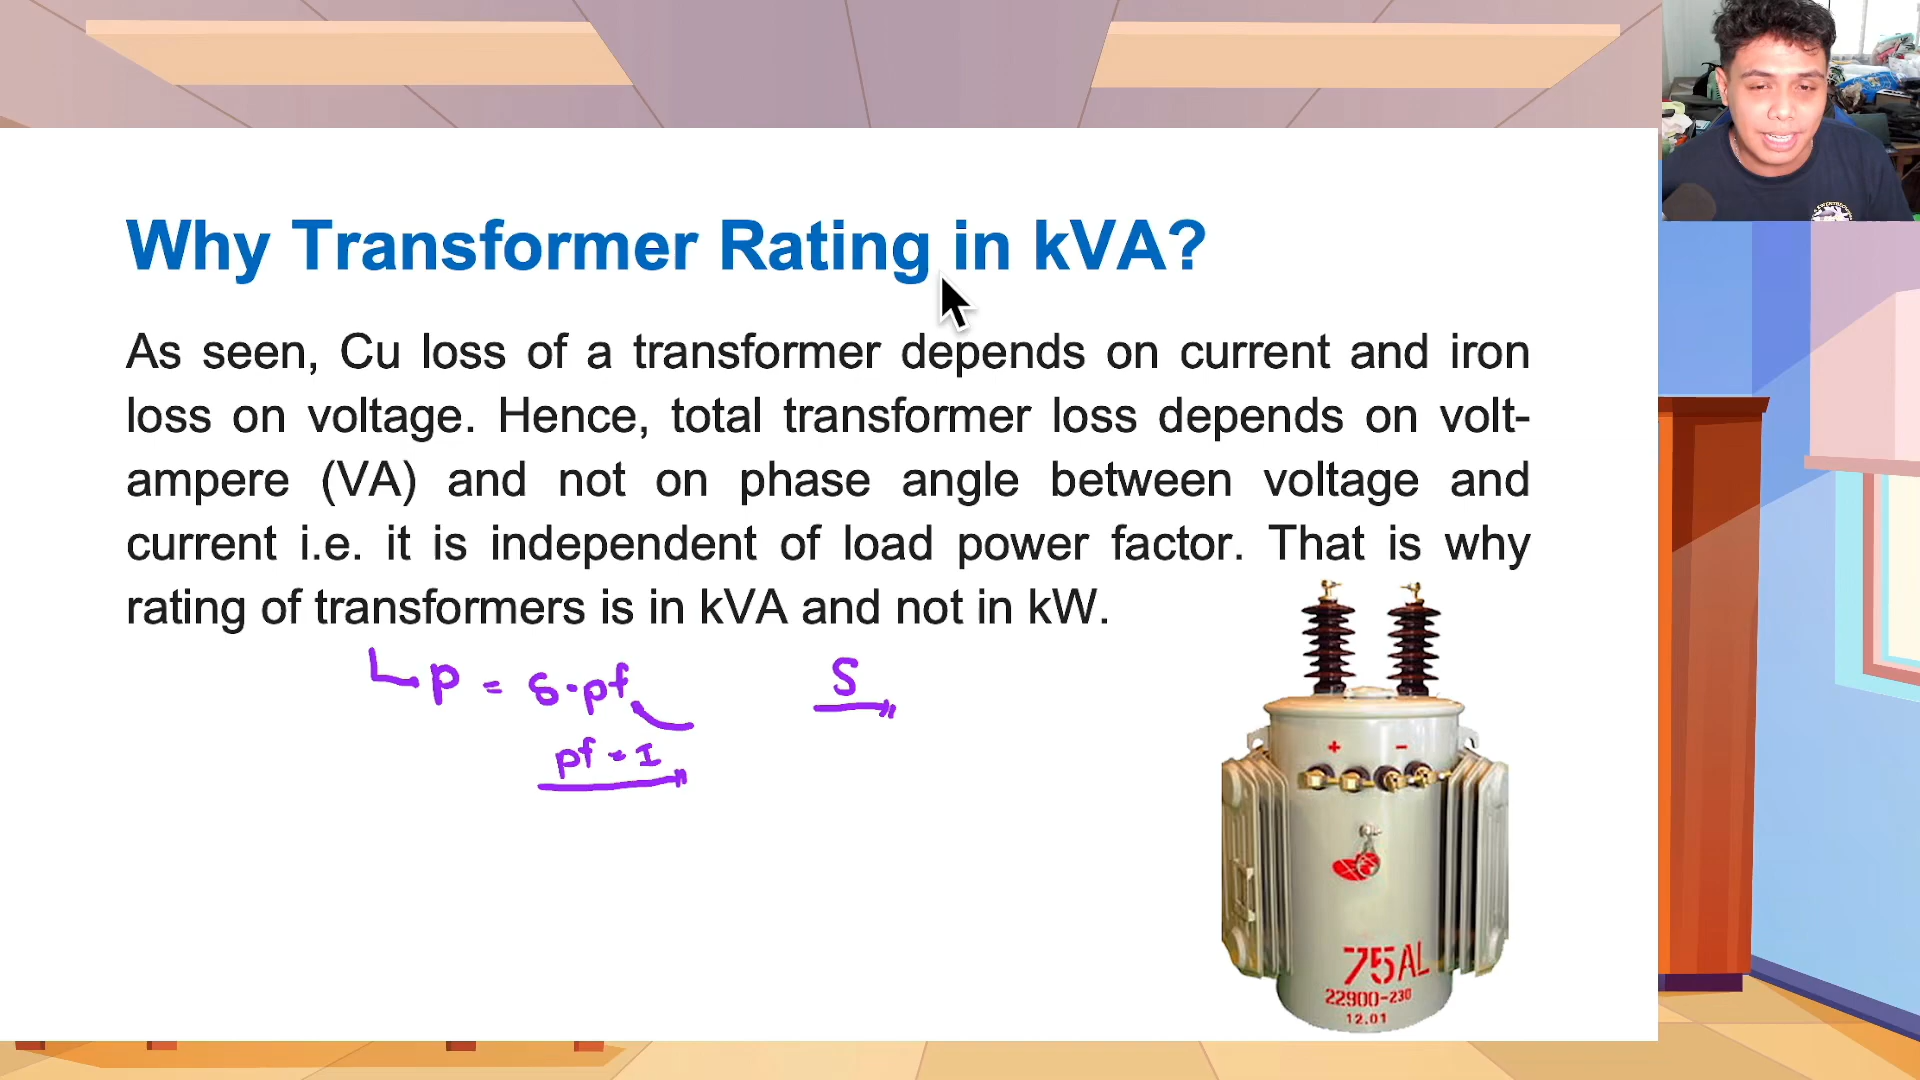 Why Transformer Rating in kVA?
As seen, Cu loss of a transformer depends on current and iron
loss on voltage. Hence, total transformer loss depends on volt-
ampere (VA) and not on phase angle between voltage and
current i.e. it is independent of load power factor. That is why
rating of transformers is in kVA and not in kW.
P = S·pf
S
pf = 1
+ −
75AL
22900-230
12.01